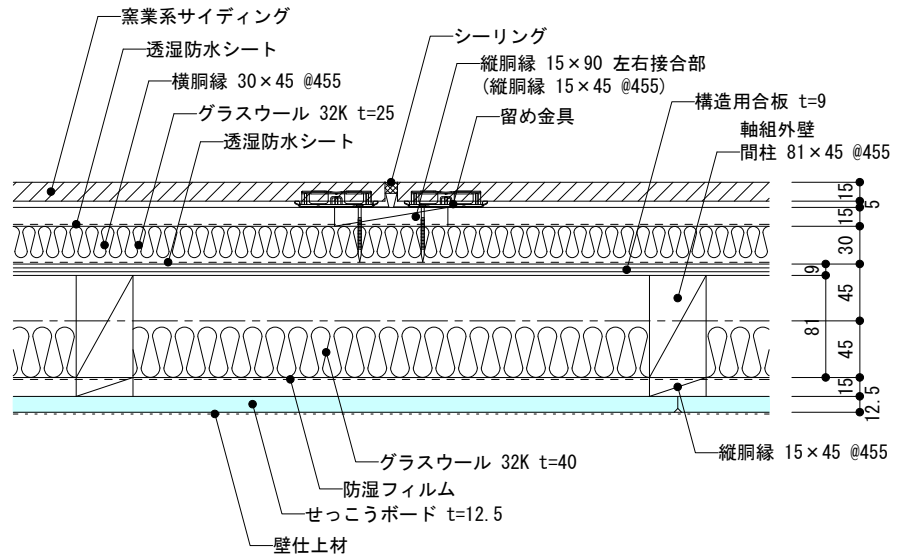 窯業系サイディング
透湿防水シート
横胴縁 30×45 @455
グラスウール 32K t=25
透湿防水シート
シーリング
縦胴縁 15×90 左右接合部
(縦胴縁 15×45 @455)
留め金具
構造用合板 t=9
軸組外壁
間柱 81×45 @455
15
5
15
30
9
45
81
45
15
12.5
縦胴縁 15×45 @455
グラスウール 32K t=40
防湿フィルム
せっこうボード t=12.5
壁仕上材